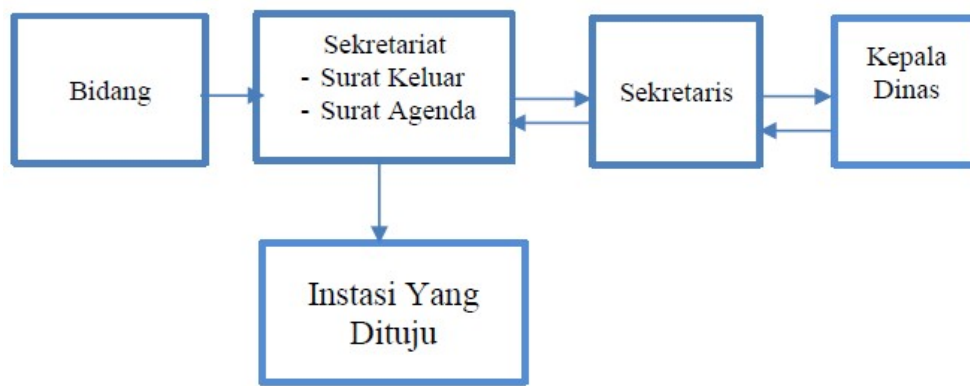 Bidang
Sekretariat
- Surat Keluar
- Surat Agenda
Sekretaris
Kepala
Dinas
Instasi Yang
Dituju